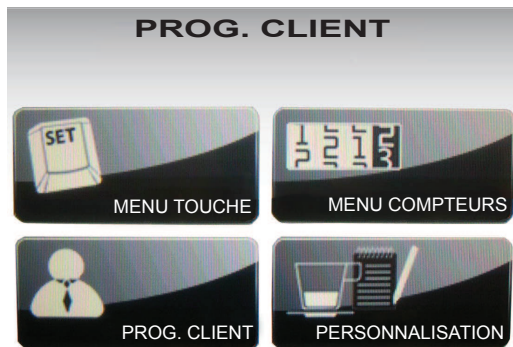 PROG. CLIENT
SET
MENU TOUCHE
MENU COMPTEURS
PROG. CLIENT
PERSONNALISATION